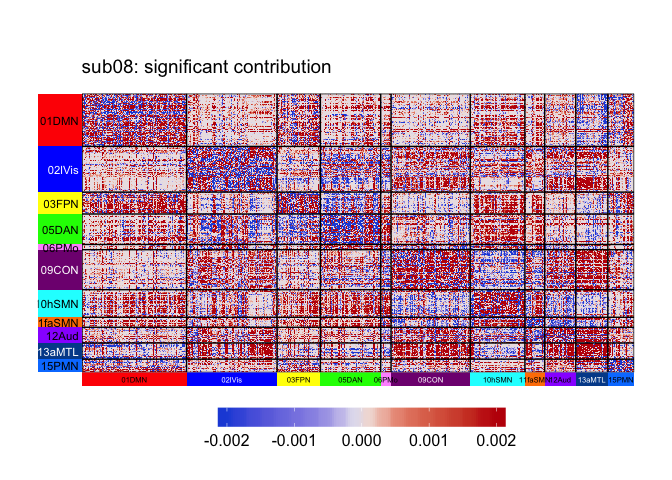 sub08: significant contribution
01DMN
02lVis
03FPN
05DAN
06PMo
09CON
10hSMN
1faSMN
12Aud
13aMTL
15PMN
01DMN 02lVis 03FPN 05DAN 06PMo 09CON 10hSMN 11faSMN 12Aud 13aMTL 15PMN
-0.002 -0.001 0.000 0.001 0.002